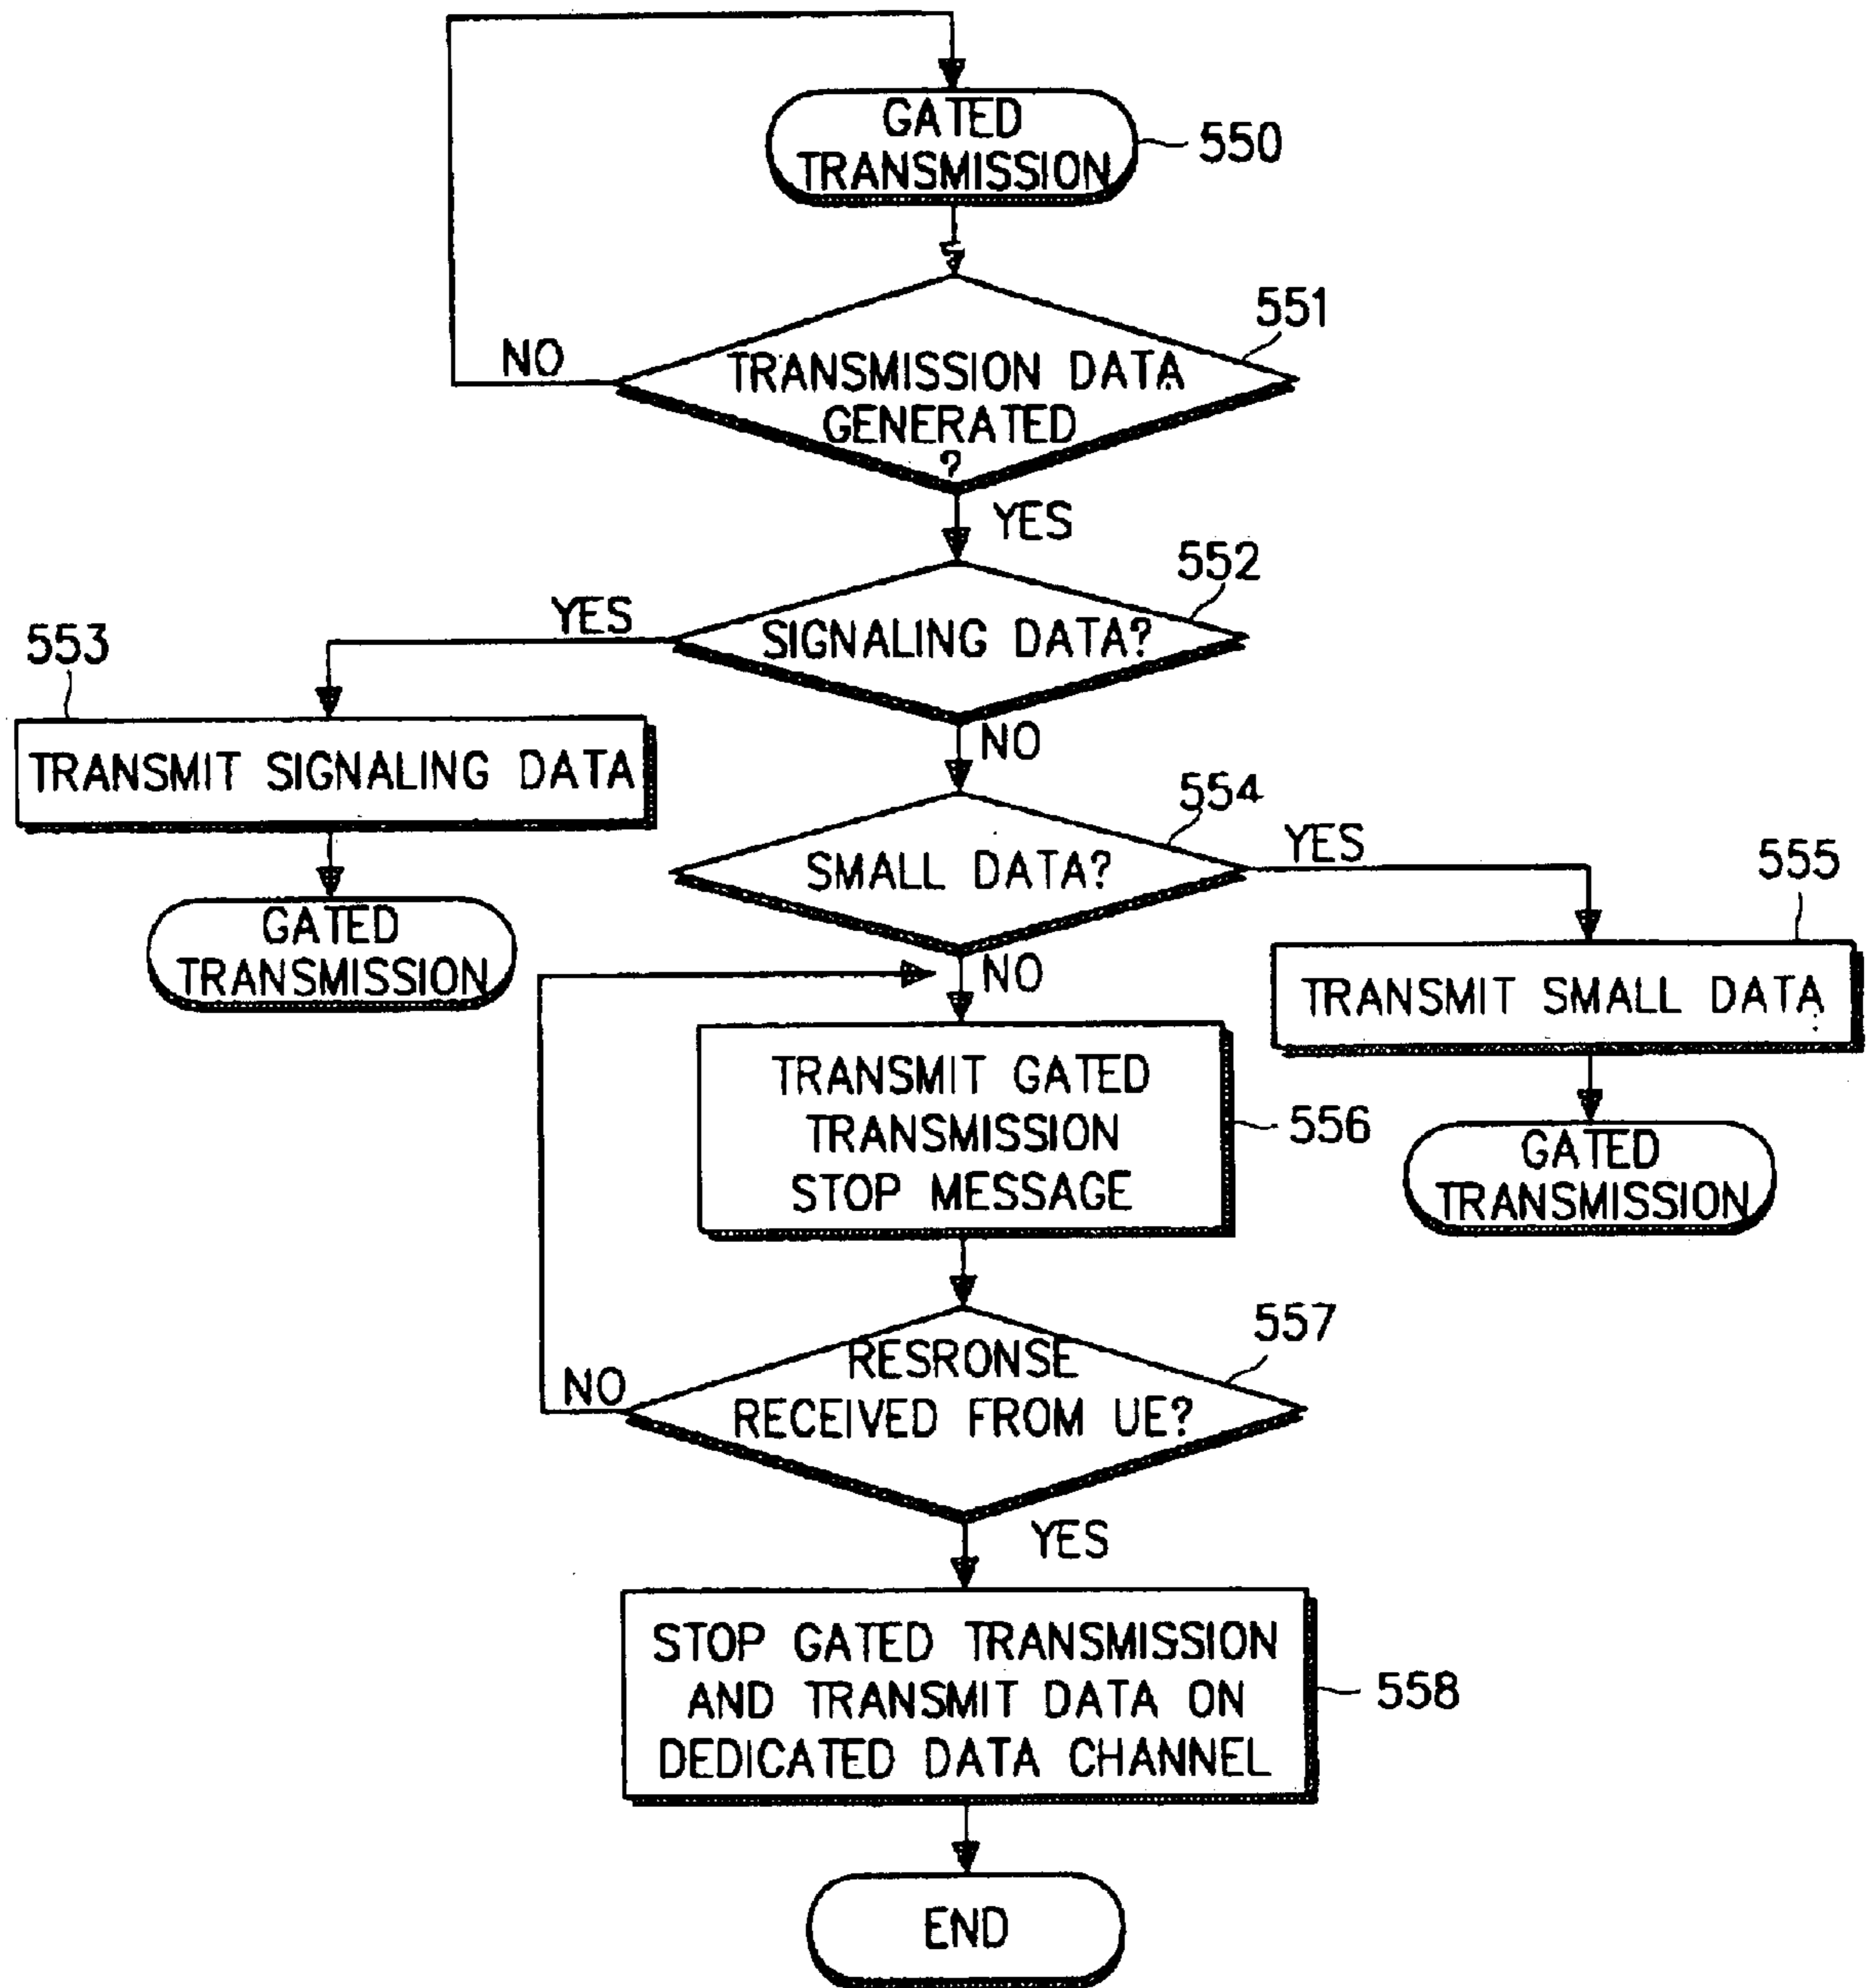 GATED
TRANSMISSION
550
551
NO
TRANSMISSION DATA
GENERATED
?
YES
552
YES
SIGNALING DATA?
553
NO
TRANSMIT SIGNALING DATA
554
YES
SMALL DATA?
555
GATED
TRANSMISSION
NO
TRANSMIT SMALL DATA
TRANSMIT GATED
TRANSMISSION
STOP MESSAGE
556
GATED
TRANSMISSION
557
RESRONSE
NO
RECEIVED FROM UE?
YES
STOP GATED TRANSMISSION
AND TRANSMIT DATA ON
DEDICATED DATA CHANNEL
558
END